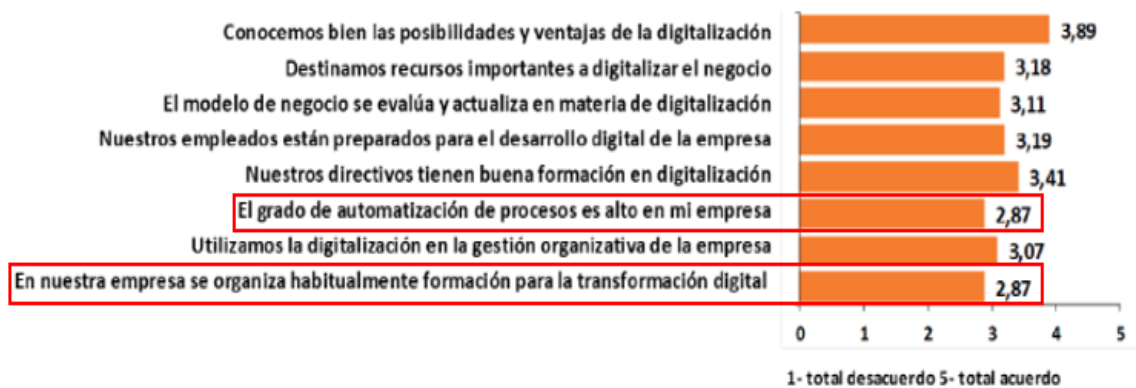 Conocemos bien las posibilidades y ventajas de la digitalización 3,89
Destinamos recursos importantes a digitalizar el negocio 3,18
El modelo de negocio se evalúa y actualiza en materia de digitalización 3,11
Nuestros empleados están preparados para el desarrollo digital de la empresa 3,19
Nuestros directivos tienen buena formación en digitalización 3,41
El grado de automatización de procesos es alto en mi empresa 2,87
Utilizamos la digitalización en la gestión organizativa de la empresa 3,07
En nuestra empresa se organiza habitualmente formación para la transformación digital 2,87
0 1 2 3 4 5
1- total desacuerdo 5- total acuerdo